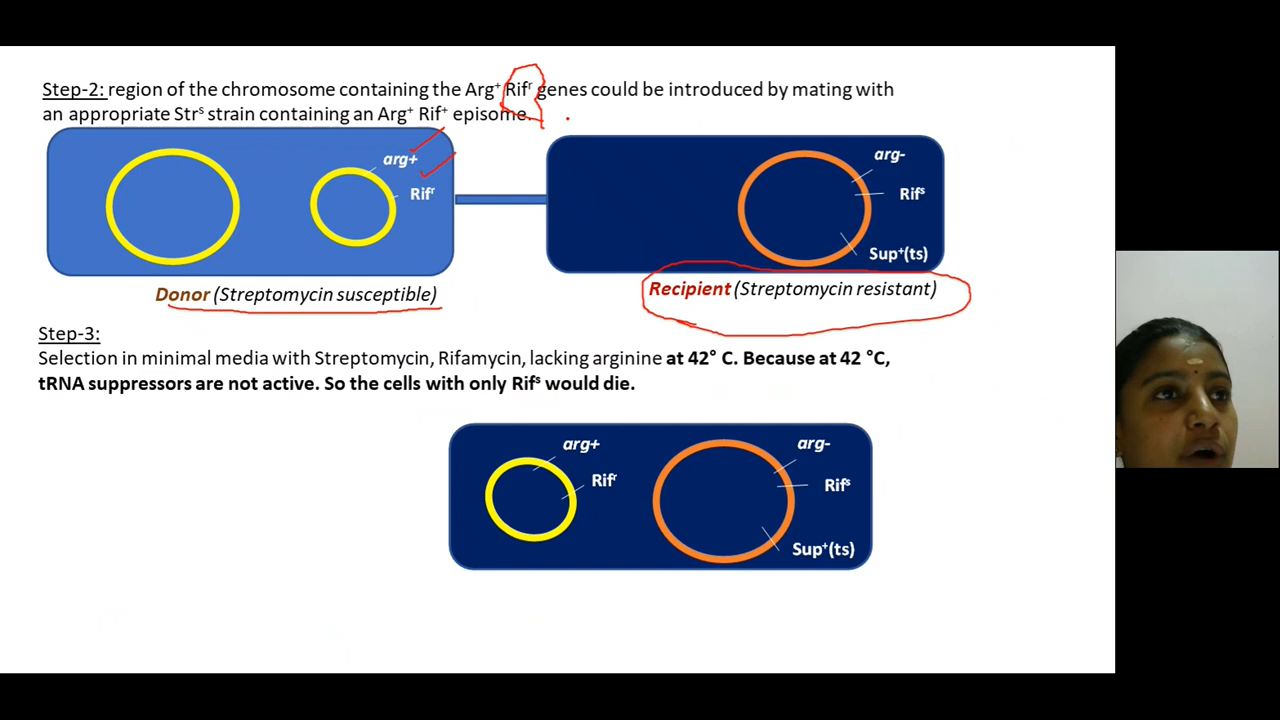 Step-2: region of the chromosome containing the Arg⁺ Rifʳ genes could be introduced by mating with
an appropriate Strˢ strain containing an Arg⁺ Rif⁺ episome.
arg+
Rifʳ
arg-
Rifˢ
Sup⁺(ts)
Donor (Streptomycin susceptible)
Recipient (Streptomycin resistant)
Step-3:
Selection in minimal media with Streptomycin, Rifamycin, lacking arginine at 42° C. Because at 42 °C,
tRNA suppressors are not active. So the cells with only Rifˢ would die.
arg+
Rifʳ
arg-
Rifˢ
Sup⁺(ts)